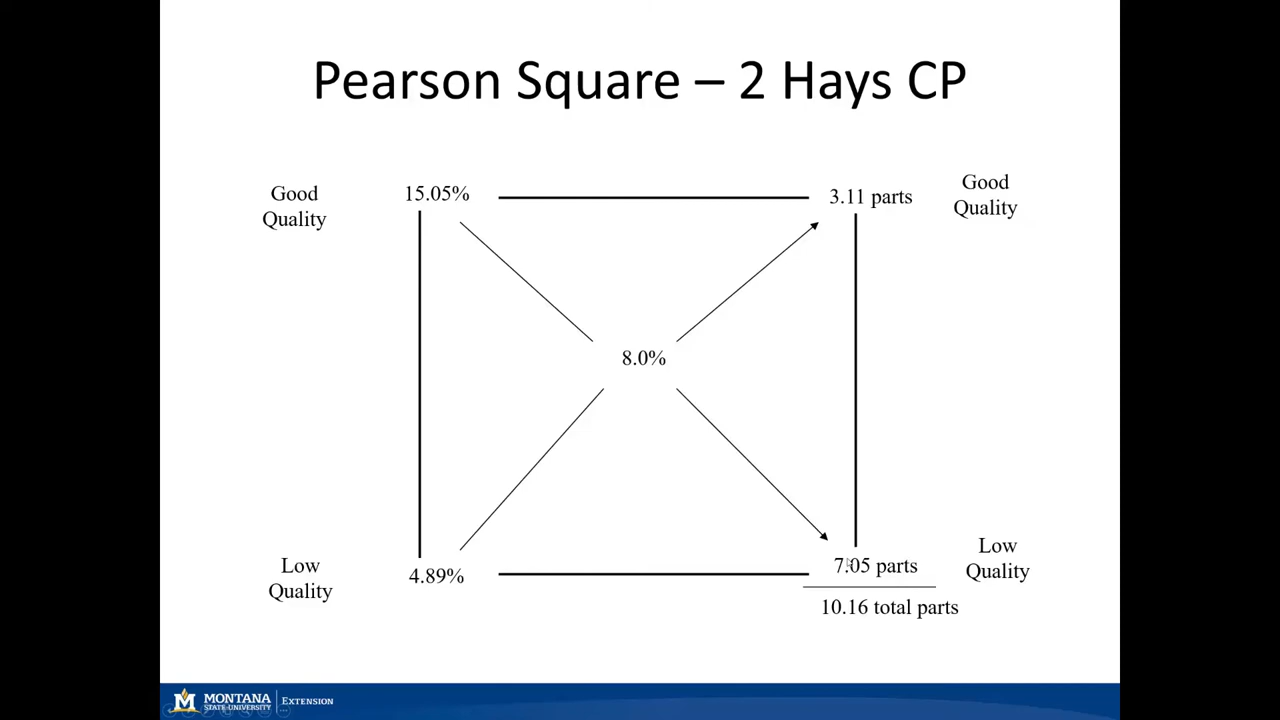 Pearson Square – 2 Hays CP
Good
Quality
15.05%
3.11 parts
Good
Quality
8.0%
Low
Quality
4.89%
7.05 parts
Low
Quality
10.16 total parts
M MONTANA
STATE UNIVERSITY
EXTENSION